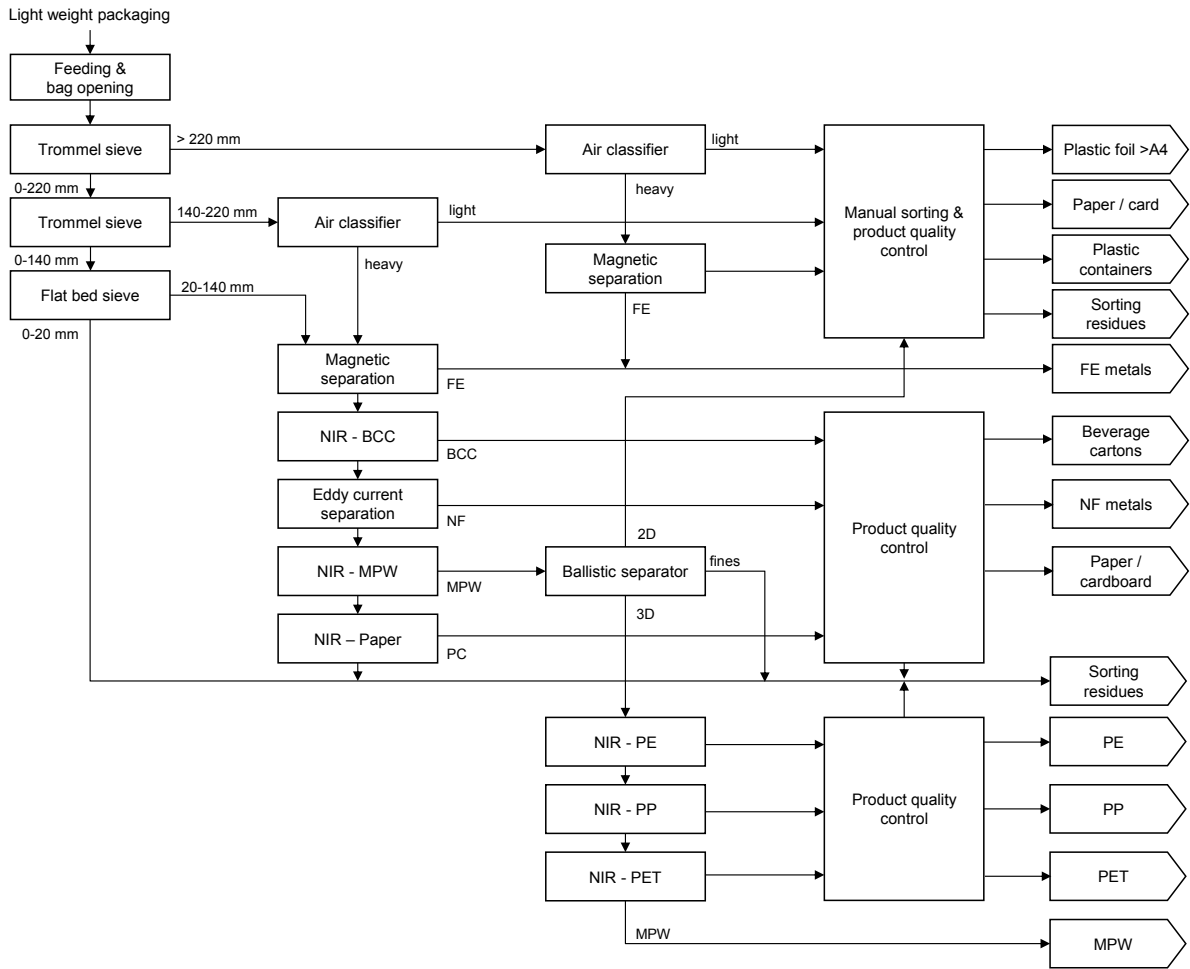 Light weight packaging
Feeding &
bag opening
Trommel sieve
> 220 mm
Air classifier
light
Plastic foil >A4
0-220 mm
heavy
Trommel sieve
140-220 mm
Air classifier
light
Manual sorting &
product quality
control
Paper / card
0-140 mm
heavy
Magnetic
separation
Plastic
containers
Flat bed sieve
20-140 mm
FE
Sorting
residues
0-20 mm
Magnetic
separation
FE
FE metals
NIR - BCC
BCC
Beverage
cartons
Eddy current
separation
NF
NF metals
2D
Product quality
control
NIR - MPW
MPW
Ballistic separator
fines
Paper /
cardboard
3D
NIR – Paper
PC
Sorting
residues
NIR - PE
PE
NIR - PP
Product quality
control
PP
NIR - PET
PET
MPW
MPW